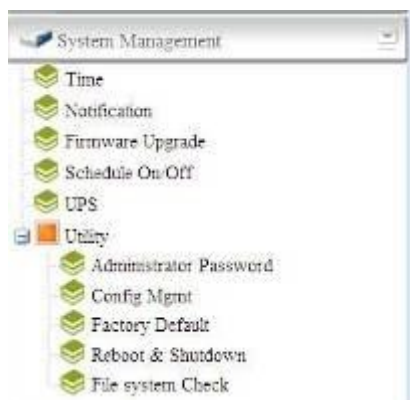 System Management
Time
Notification
Firmware Upgrade
Schedule On/Off
UPS
Utility
Administrator Password
Config Mgmt
Factory Default
Reboot & Shutdown
File system Check